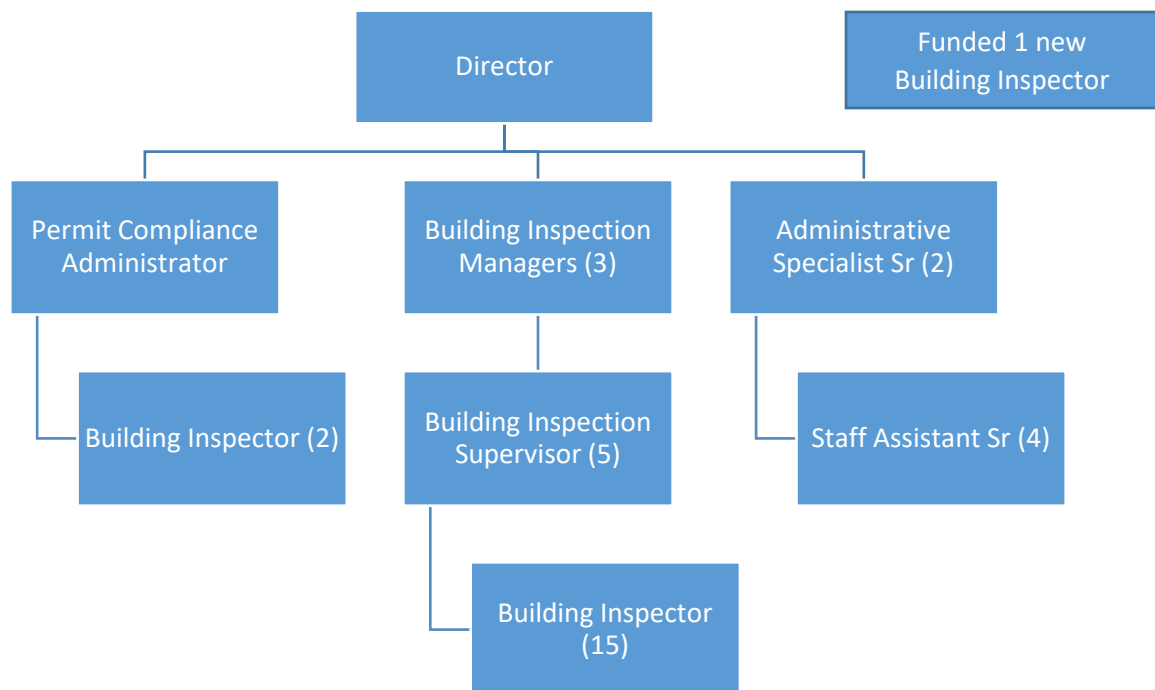 Director
Funded 1 new
Building Inspector
Permit Compliance
Administrator
Building Inspection
Managers (3)
Administrative
Specialist Sr (2)
Building Inspector (2)
Building Inspection
Supervisor (5)
Staff Assistant Sr (4)
Building Inspector
(15)